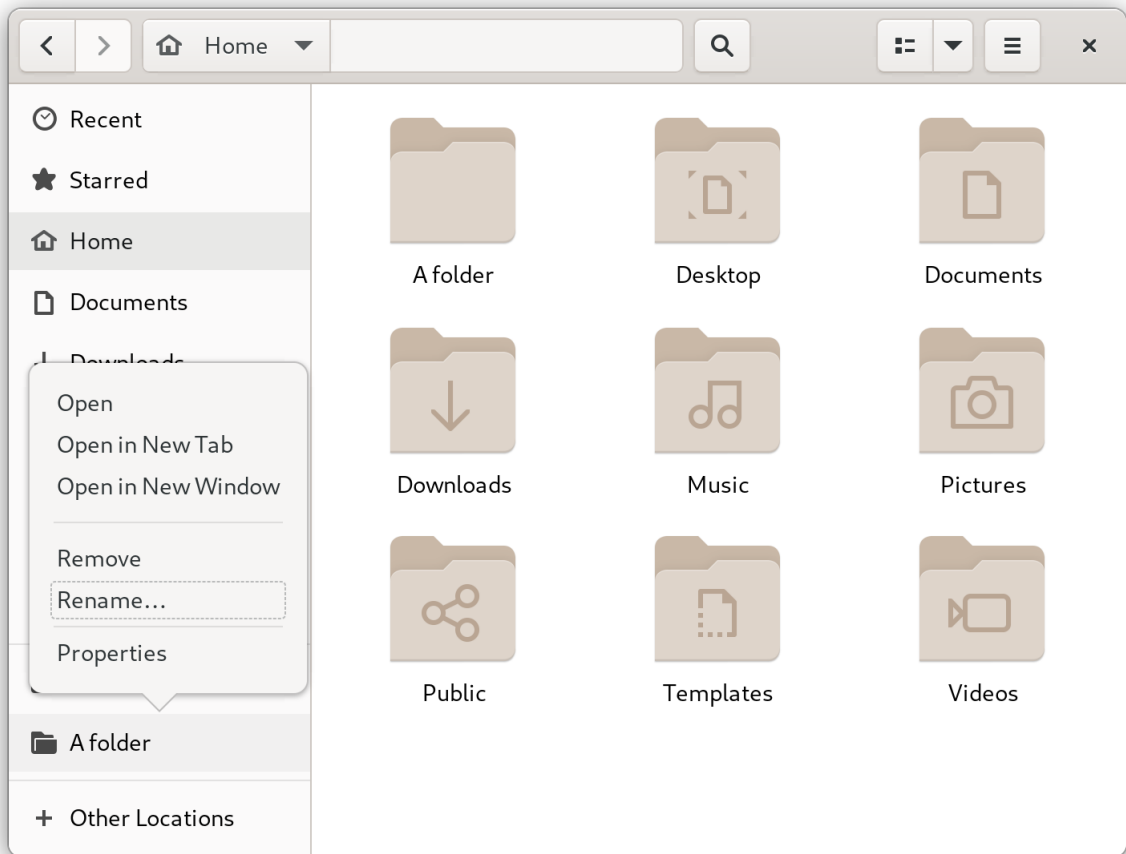 Home
Recent
Starred
Home
Documents
Downloads
Open
Open in New Tab
Open in New Window
Remove
Rename...
Properties
A folder
Other Locations
A folder
Desktop
Documents
Downloads
Music
Pictures
Public
Templates
Videos